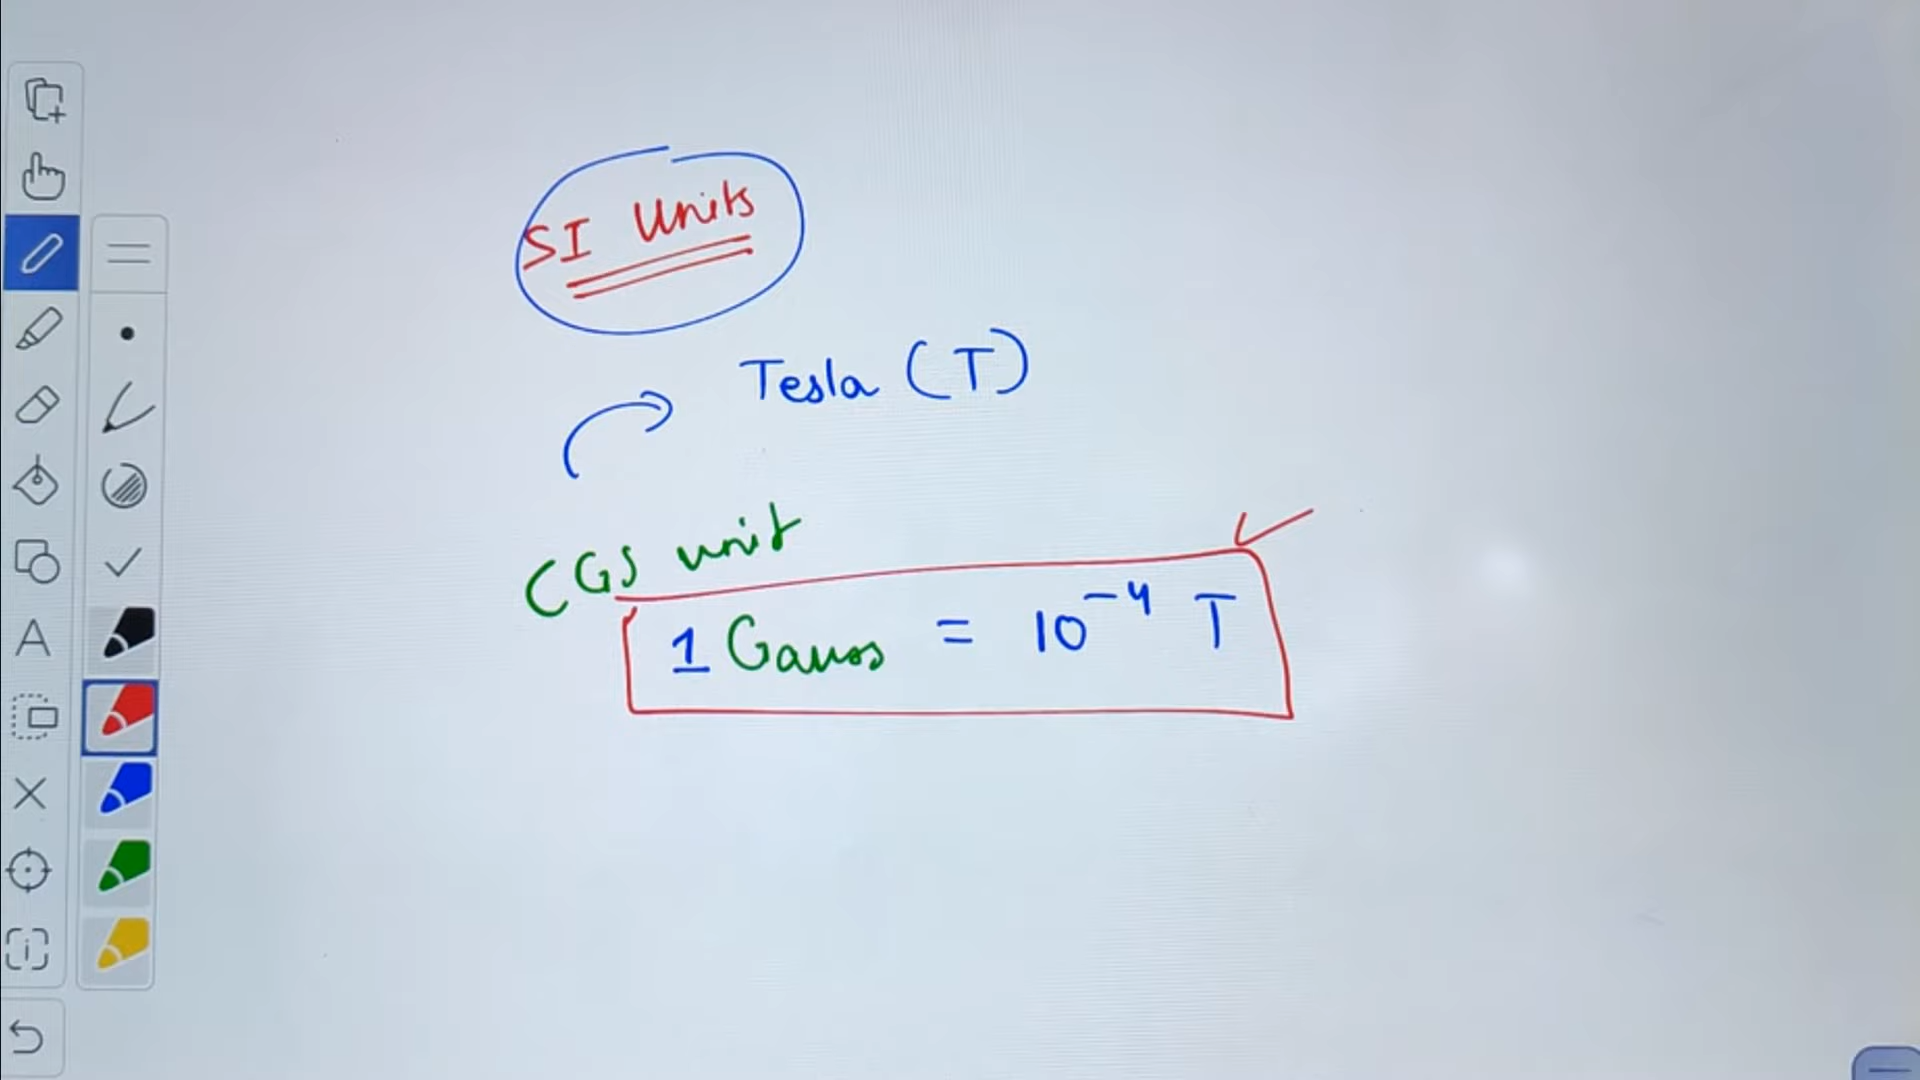 SI Units
Tesla (T)
CGS unit
1 Gauss = 10⁻⁴ T